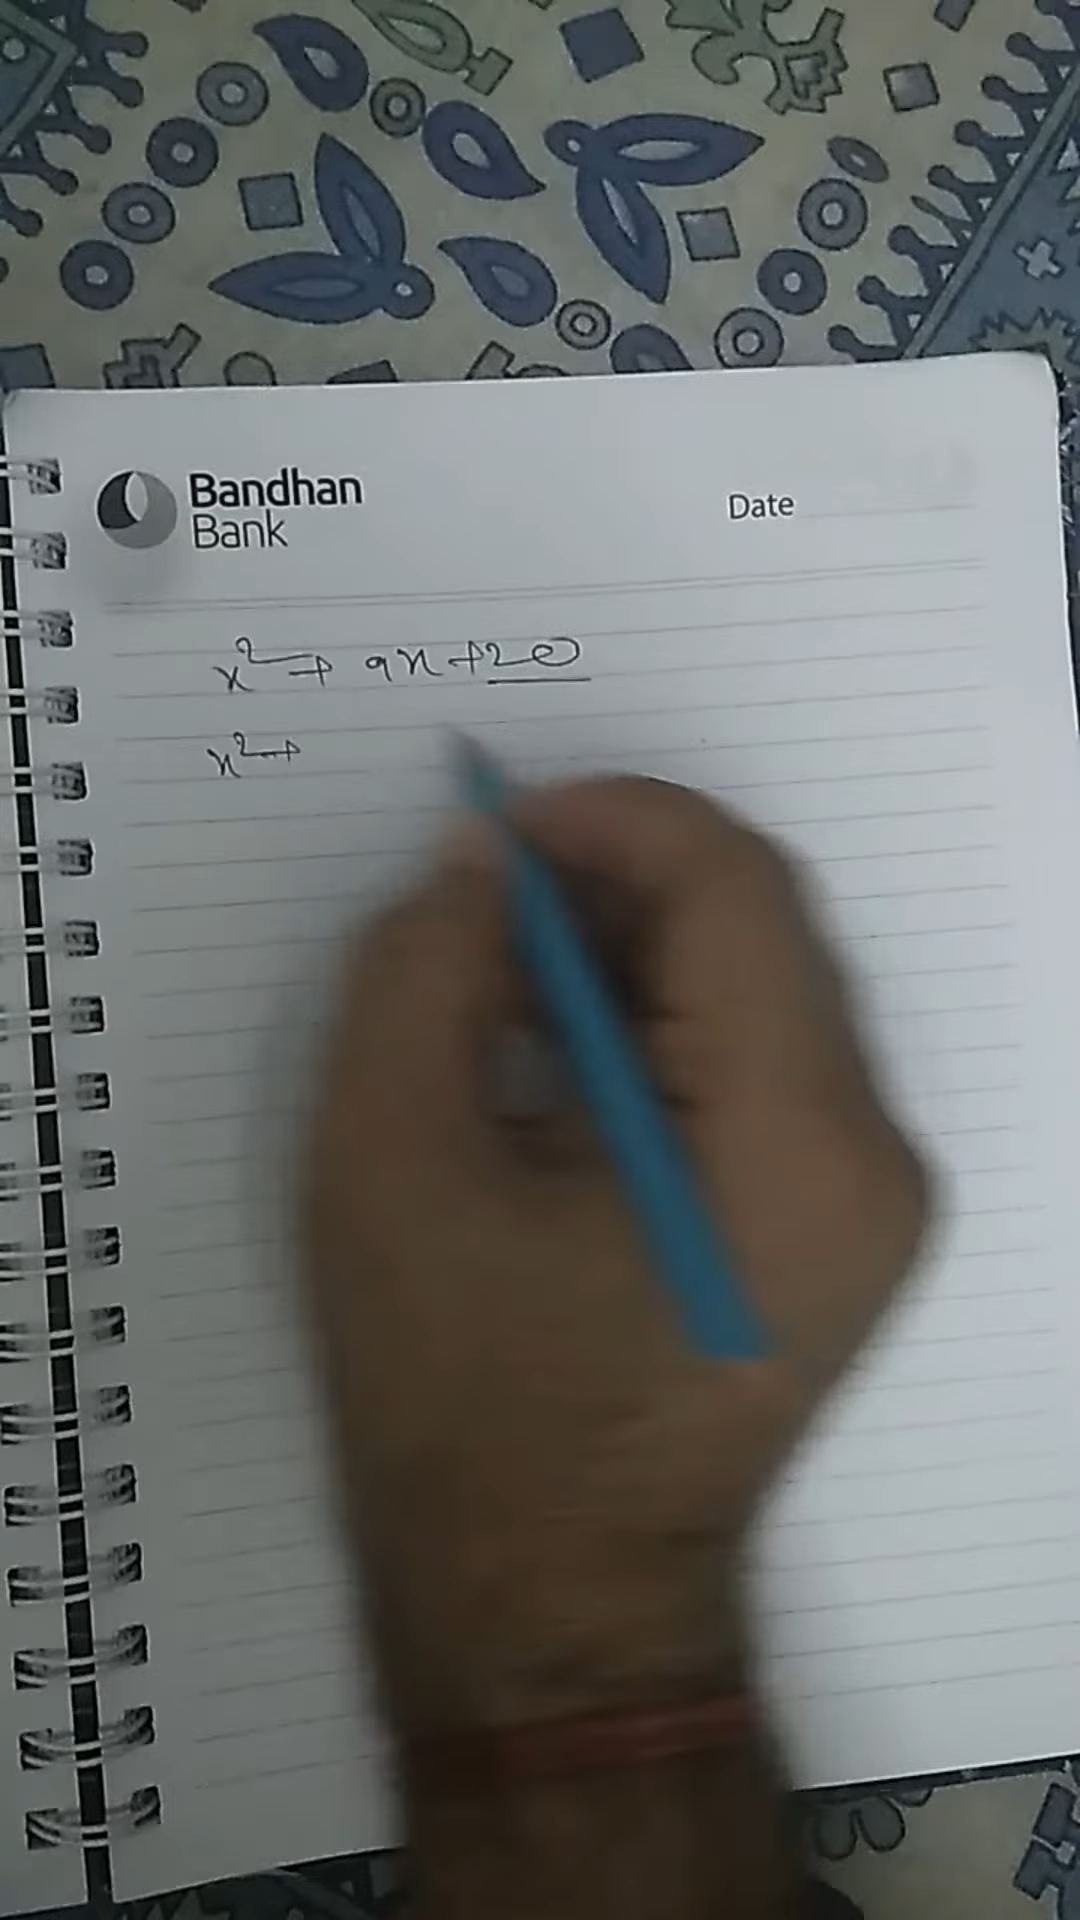 Bandhan
Bank
Date
x² + 9x + 20
x² +